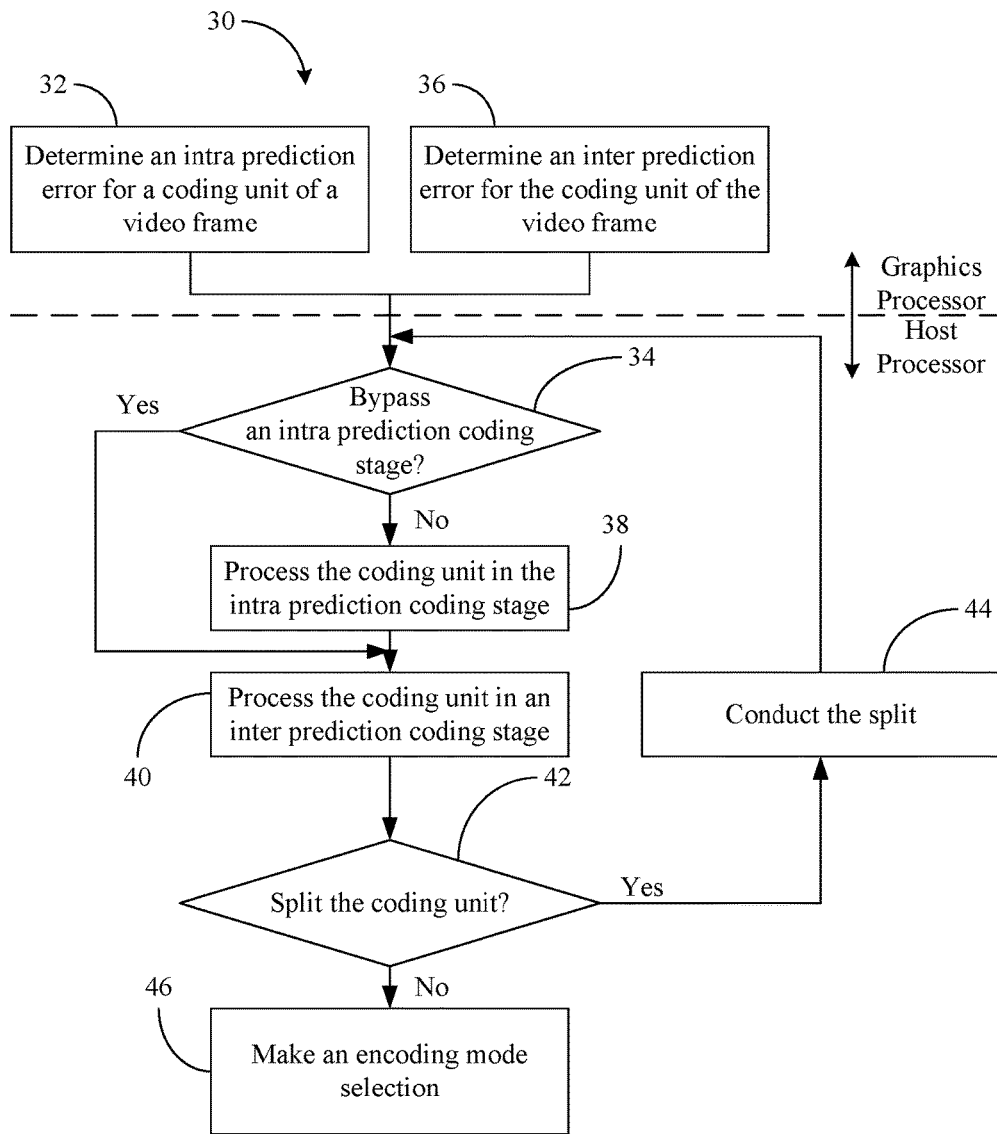 30
32
36
Determine an intra prediction
error for a coding unit of a
video frame
Determine an inter prediction
error for the coding unit of the
video frame
Graphics
Processor
Host
Processor
34
Yes
Bypass
an intra prediction coding
stage?
No
38
Process the coding unit in the
intra prediction coding stage
44
Process the coding unit in an
inter prediction coding stage
Conduct the split
40
42
Split the coding unit?
Yes
No
46
Make an encoding mode
selection